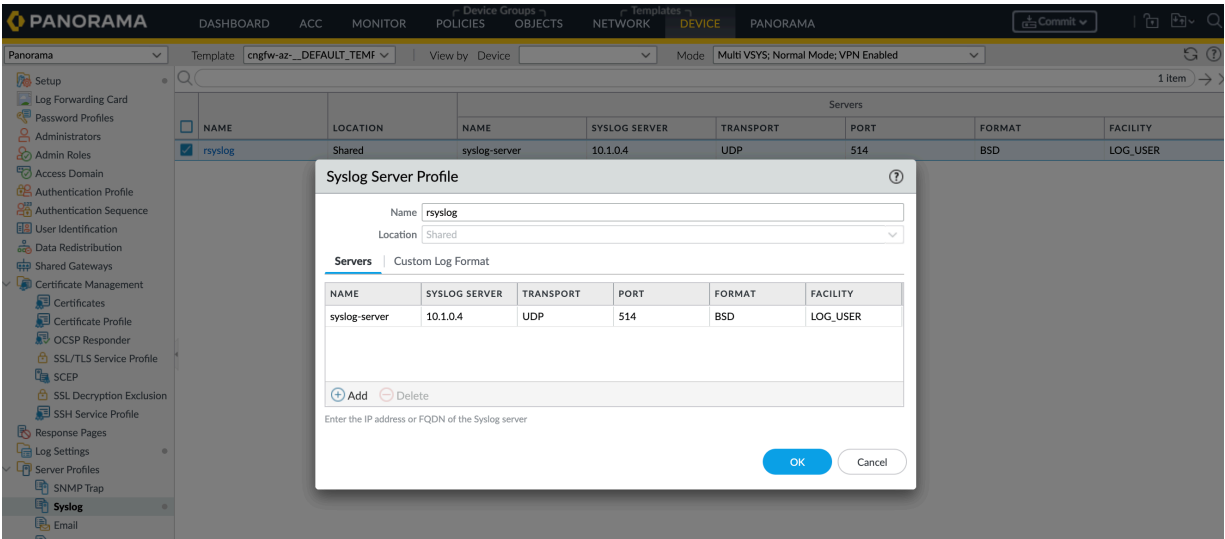 PANORAMA
DASHBOARD ACC MONITOR Device Groups POLICIES OBJECTS Templates NETWORK DEVICE PANORAMA Commit
Panorama Template cngfw-az-__DEFAULT_TEMF View by Device Mode Multi VSYS; Normal Mode; VPN Enabled
Setup
Log Forwarding Card
Password Profiles
Administrators
Admin Roles
Access Domain
Authentication Profile
Authentication Sequence
User Identification
Data Redistribution
Shared Gateways
Certificate Management
Certificates
Certificate Profile
OCSP Responder
SSL/TLS Service Profile
SCEP
SSL Decryption Exclusion
SSH Service Profile
Response Pages
Log Settings
Server Profiles
SNMP Trap
Syslog
Email
1 item
Servers
NAME LOCATION NAME SYSLOG SERVER TRANSPORT PORT FORMAT FACILITY
rsyslog Shared syslog-server 10.1.0.4 UDP 514 BSD LOG_USER
Syslog Server Profile
Name rsyslog
Location Shared
Servers Custom Log Format
NAME SYSLOG SERVER TRANSPORT PORT FORMAT FACILITY
syslog-server 10.1.0.4 UDP 514 BSD LOG_USER
Add Delete
Enter the IP address or FQDN of the Syslog server
OK Cancel